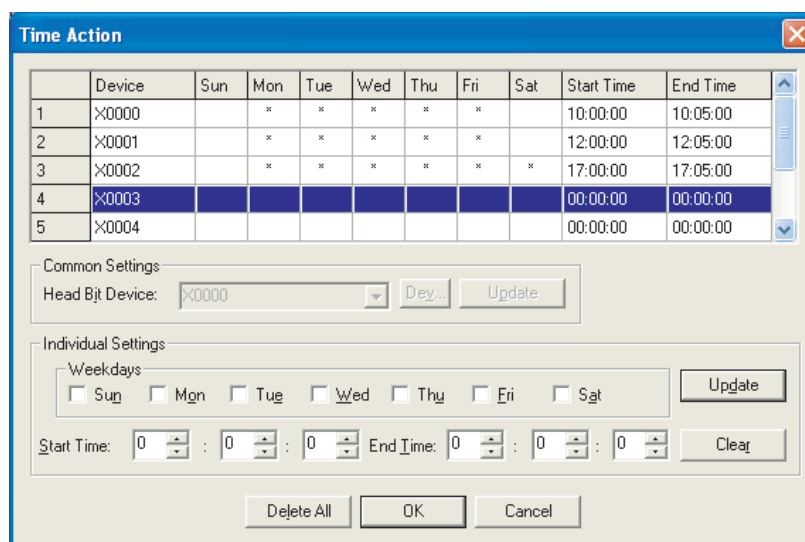 Time Action
Device Sun Mon Tue Wed Thu Fri Sat Start Time End Time
1 X0000 * * * * * 10:00:00 10:05:00
2 X0001 * * * * * 12:00:00 12:05:00
3 X0002 * * * * * * 17:00:00 17:05:00
4 X0003 00:00:00 00:00:00
5 X0004 00:00:00 00:00:00
Common Settings
Head Bit Device: X0000 Dev... Update
Individual Settings
Weekdays
Sun Mon Tue Wed Thu Fri Sat Update
Start Time: 0 : 0 : 0 End Time: 0 : 0 : 0 Clear
Delete All OK Cancel